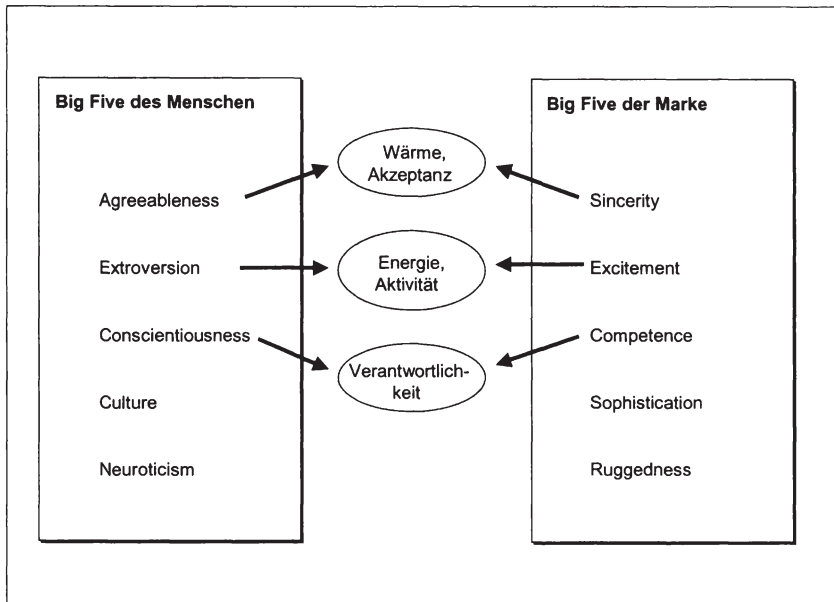 Big Five des Menschen
Agreeableness
Extroversion
Conscientiousness
Culture
Neuroticism
Wärme,
Akzeptanz
Energie,
Aktivität
Verantwortlich-
keit
Big Five der Marke
Sincerity
Excitement
Competence
Sophistication
Ruggedness